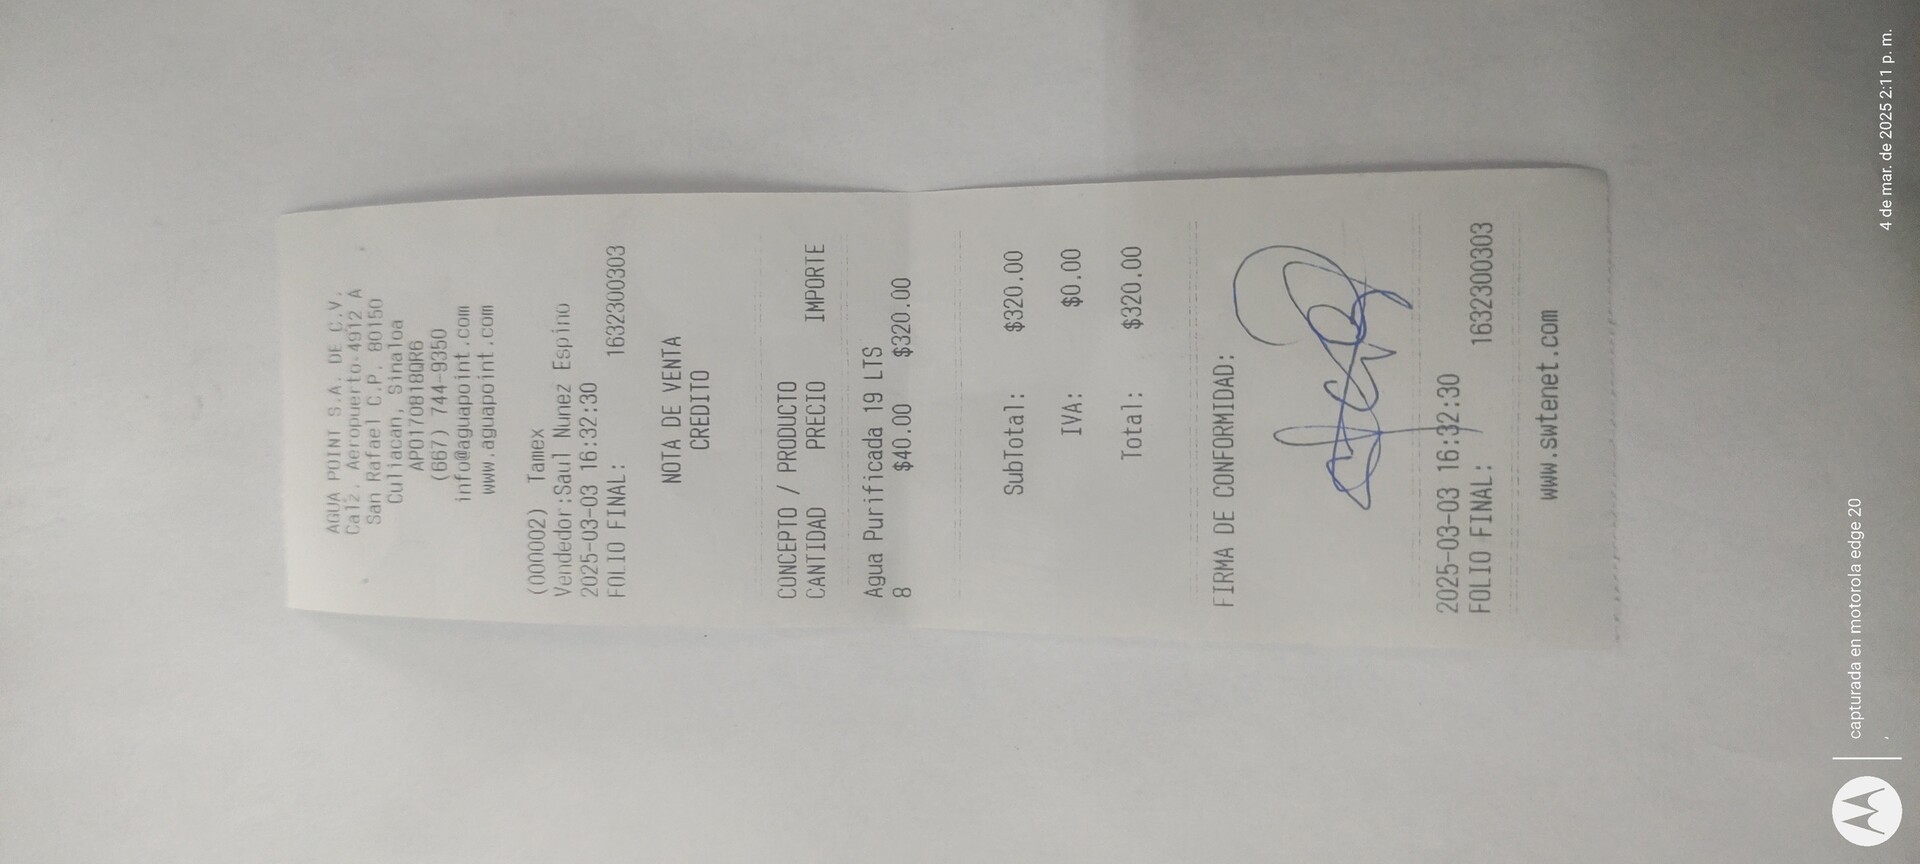 AGUA POINT S.A. DE C.V.
Calz. Aeropuerto 4912 A
San Rafael C.P. 80150
Culiacan, Sinaloa
APO170818QR6
(667) 744-9350
info@aguapoint.com
www.aguapoint.com
(000002) Tamex
Vendedor:Saul Nunez Espino
2025-03-03 16:32:30
FOLIO FINAL: 1632300303
NOTA DE VENTA
CREDITO
CONCEPTO / PRODUCTO
CANTIDAD PRECIO IMPORTE
Agua Purificada 19 LTS
8 $40.00 $320.00
SubTotal: $320.00
IVA: $0.00
Total: $320.00
FIRMA DE CONFORMIDAD:
2025-03-03 16:32:30
FOLIO FINAL: 1632300303
www.swtenet.com
capturada en motorola edge 20
4 de mar. de 2025 2:11 p. m.